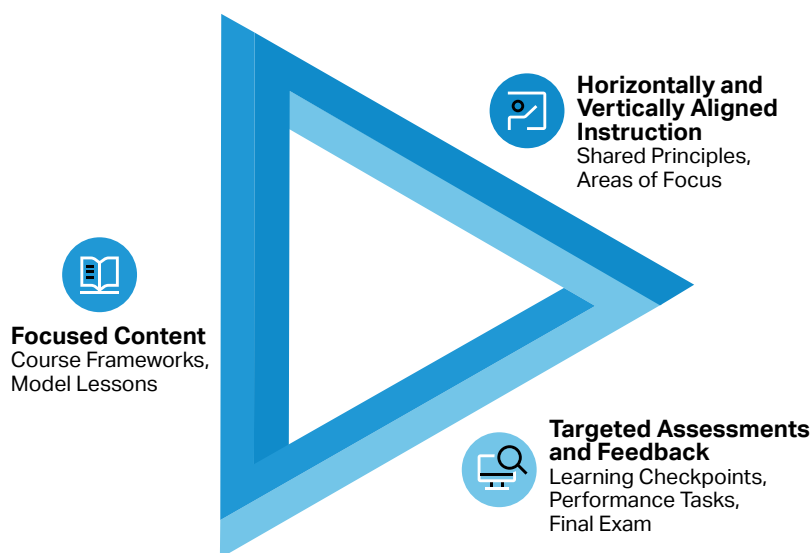 Horizontally and
Vertically Aligned
Instruction
Shared Principles,
Areas of Focus
Focused Content
Course Frameworks,
Model Lessons
Targeted Assessments
and Feedback
Learning Checkpoints,
Performance Tasks,
Final Exam